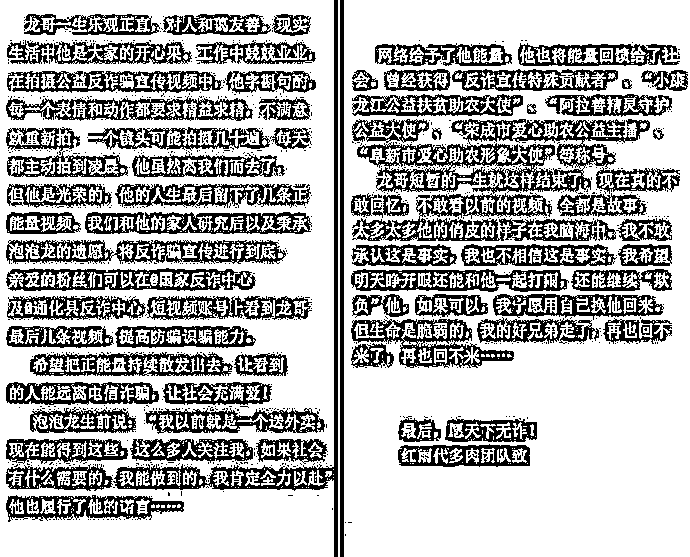 龙哥一生乐观正直，对人和蔼友善，现实
生活中他是大家的开心果，工作中兢兢业业，
在拍摄公益反诈骗宣传视频中，他字斟句酌，
每一个表情和动作都要求精益求精，不满意
就重新拍，一个镜头可能拍摄几十遍，每天
都主动拍到凌晨。他虽然离我们而去了，
但他是光荣的，他的人生最后留下了几条正
能量视频。我们和他的家人研究后以及秉承
泡泡龙的遗愿，将反诈骗宣传进行到底。
亲爱的粉丝们可以在@国家反诈中心
及@通化县反诈中心 短视频账号上看到龙哥
最后几条视频，提高防骗识骗能力。
希望把正能量持续散发出去，让看到
的人能远离电信诈骗，让社会充满爱！
泡泡龙生前说：“我以前就是一个送外卖，
现在能得到这些，这么多人关注我，如果社会
有什么需要的，我能做到的，我肯定全力以赴”
他也履行了他的诺言……
网络给予了他能量，他也将能量回馈给了社
会。曾经获得“反诈宣传特殊贡献者”、“小康
龙江公益扶贫助农大使”、“阿拉善精灵守护
公益大使”、“荣成市爱心助农公益主播”、
“阜新市爱心助农形象大使”等称号。
龙哥短暂的一生就这样结束了，现在真的不
敢回忆，不敢看以前的视频，全都是故事，
太多太多他的俏皮的样子在我脑海中。我不敢
承认这是事实，我也不相信这是事实，我希望
明天睁开眼还能和他一起打闹，还能继续“欺
负”他，如果可以，我宁愿用自己换他回来。
但生命是脆弱的，我的好兄弟走了，再也回不
来了，再也回不来……
最后，愿天下无诈！
红雨代多肉团队致